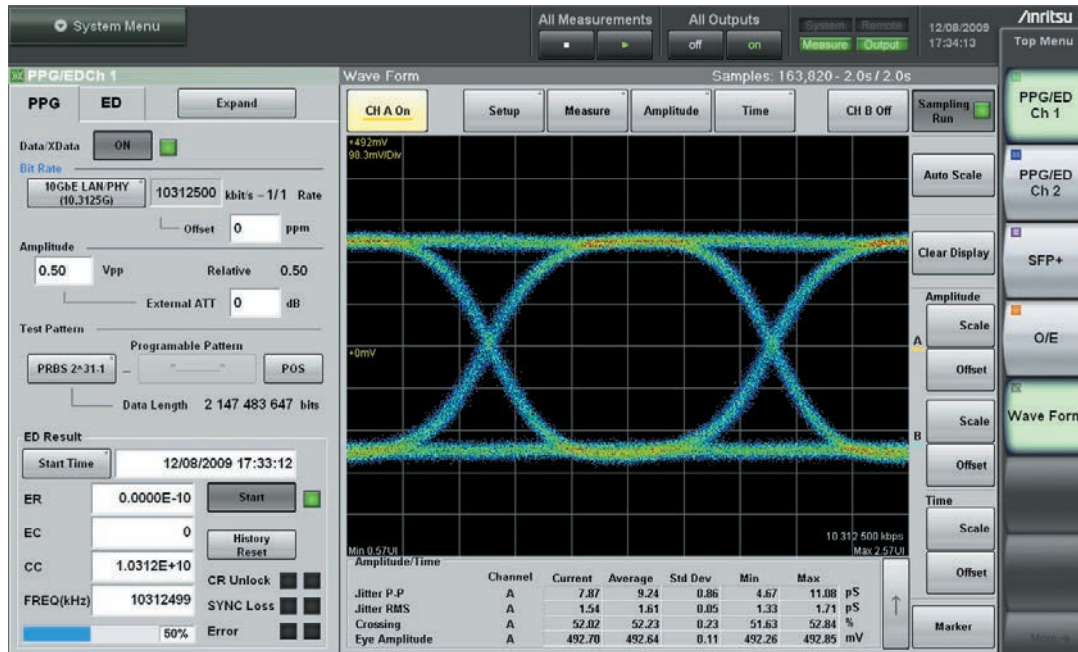 System Menu
All Measurements
All Outputs
off
on
System
Remote
Measure
Output
12/08/2009
17:34:13
Anritsu
Top Menu
PPG/EDCh 1
PPG
ED
Expand
Data/XData
ON
Bit Rate
10GbE LAN/PHY
(10.3125G)
10312500 kbit/s - 1/1 Rate
Offset 0 ppm
Amplitude
0.50 Vpp Relative 0.50
External ATT 0 dB
Test Pattern
Programable Pattern
PRBS 2^31-1
POS
Data Length 2 147 483 647 bits
ED Result
Start Time
12/08/2009 17:33:12
ER 0.0000E-10
Start
EC 0
History
Reset
CC 1.0312E+10
CR Unlock
FREQ(kHz) 10312499
SYNC Loss
50%
Error
Wave Form
Samples: 163,820 - 2.0s / 2.0s
CH A On
Setup
Measure
Amplitude
Time
CH B Off
Sampling
Run
+492mV
98.3mV/Div
+0mV
10 312 500 kbps
Min 0.57UI
Max 2.57UI
Auto Scale
Clear Display
Amplitude
A
Scale
Offset
B
Scale
Offset
Time
Scale
Offset
Marker
Amplitude/Time
Channel Current Average Std Dev Min Max
Jitter P-P A 7.87 9.24 0.86 4.67 11.08 pS
Jitter RMS A 1.54 1.61 0.05 1.33 1.71 pS
Crossing A 52.02 52.23 0.23 51.63 52.84 %
Eye Amplitude A 492.70 492.64 0.11 492.26 492.85 mV
PPG/ED
Ch 1
PPG/ED
Ch 2
SFP+
O/E
Wave Form